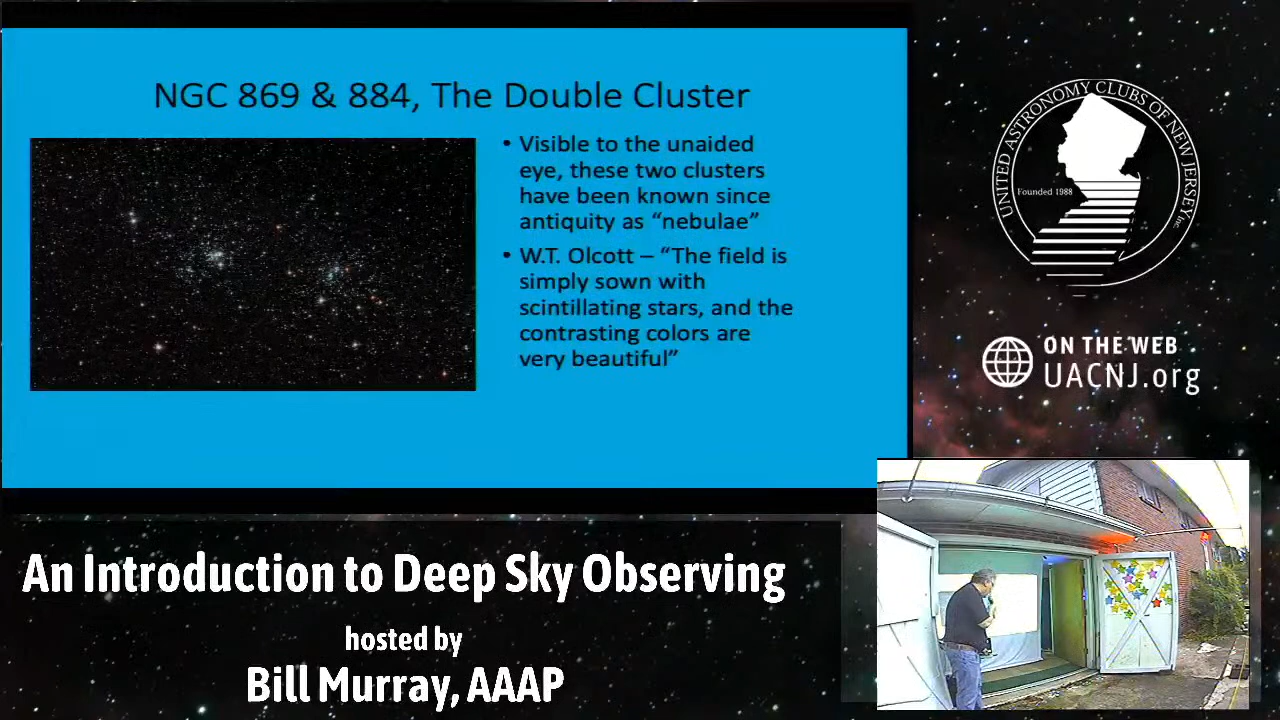 NGC 869 & 884, The Double Cluster
• Visible to the unaided
eye, these two clusters
have been known since
antiquity as “nebulae”
• W.T. Olcott – “The field is
simply sown with
scintillating stars, and the
contrasting colors are
very beautiful”
UNITED ASTRONOMY CLUBS OF NEW JERSEY, Inc.
Founded 1988
ON THE WEB
UACNJ.org
An Introduction to Deep Sky Observing
hosted by
Bill Murray, AAAP